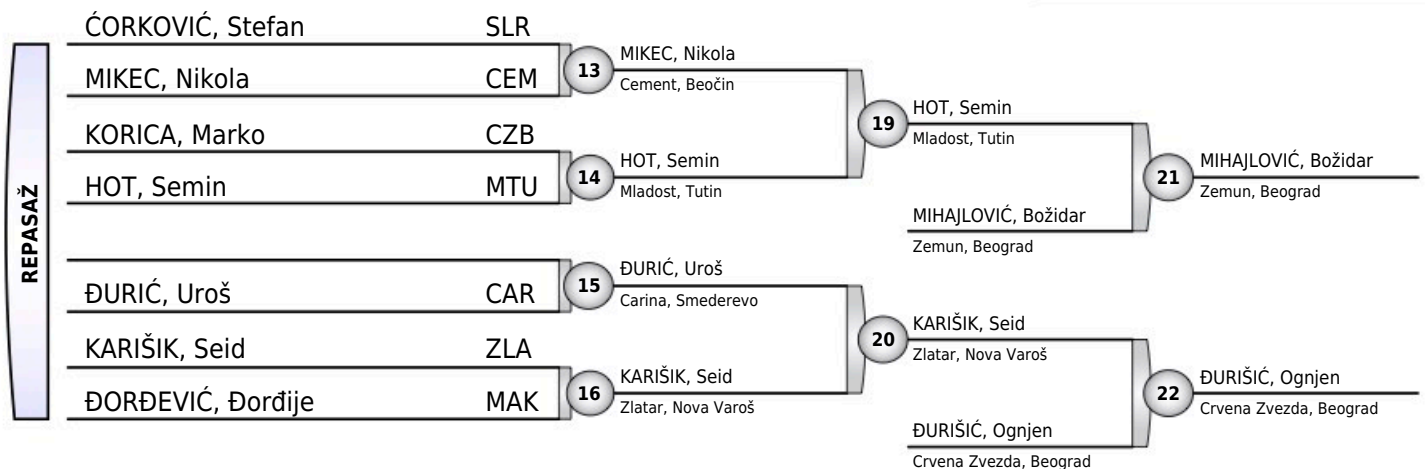 REPASAŽ
ĆORKOVIĆ, Stefan SLR
MIKEC, Nikola CEM
KORICA, Marko CZB
HOT, Semin MTU
ĐURIĆ, Uroš CAR
KARIŠIK, Seid ZLA
ĐORĐEVIĆ, Đorđije MAK
13
MIKEC, Nikola
Cement, Beočin
14
HOT, Semin
Mladost, Tutin
15
ĐURIĆ, Uroš
Carina, Smederevo
16
KARIŠIK, Seid
Zlatar, Nova Varoš
19
HOT, Semin
Mladost, Tutin
MIHAJLOVIĆ, Božidar
Zemun, Beograd
20
KARIŠIK, Seid
Zlatar, Nova Varoš
ĐURIŠIĆ, Ognjen
Crvena Zvezda, Beograd
21
MIHAJLOVIĆ, Božidar
Zemun, Beograd
22
ĐURIŠIĆ, Ognjen
Crvena Zvezda, Beograd